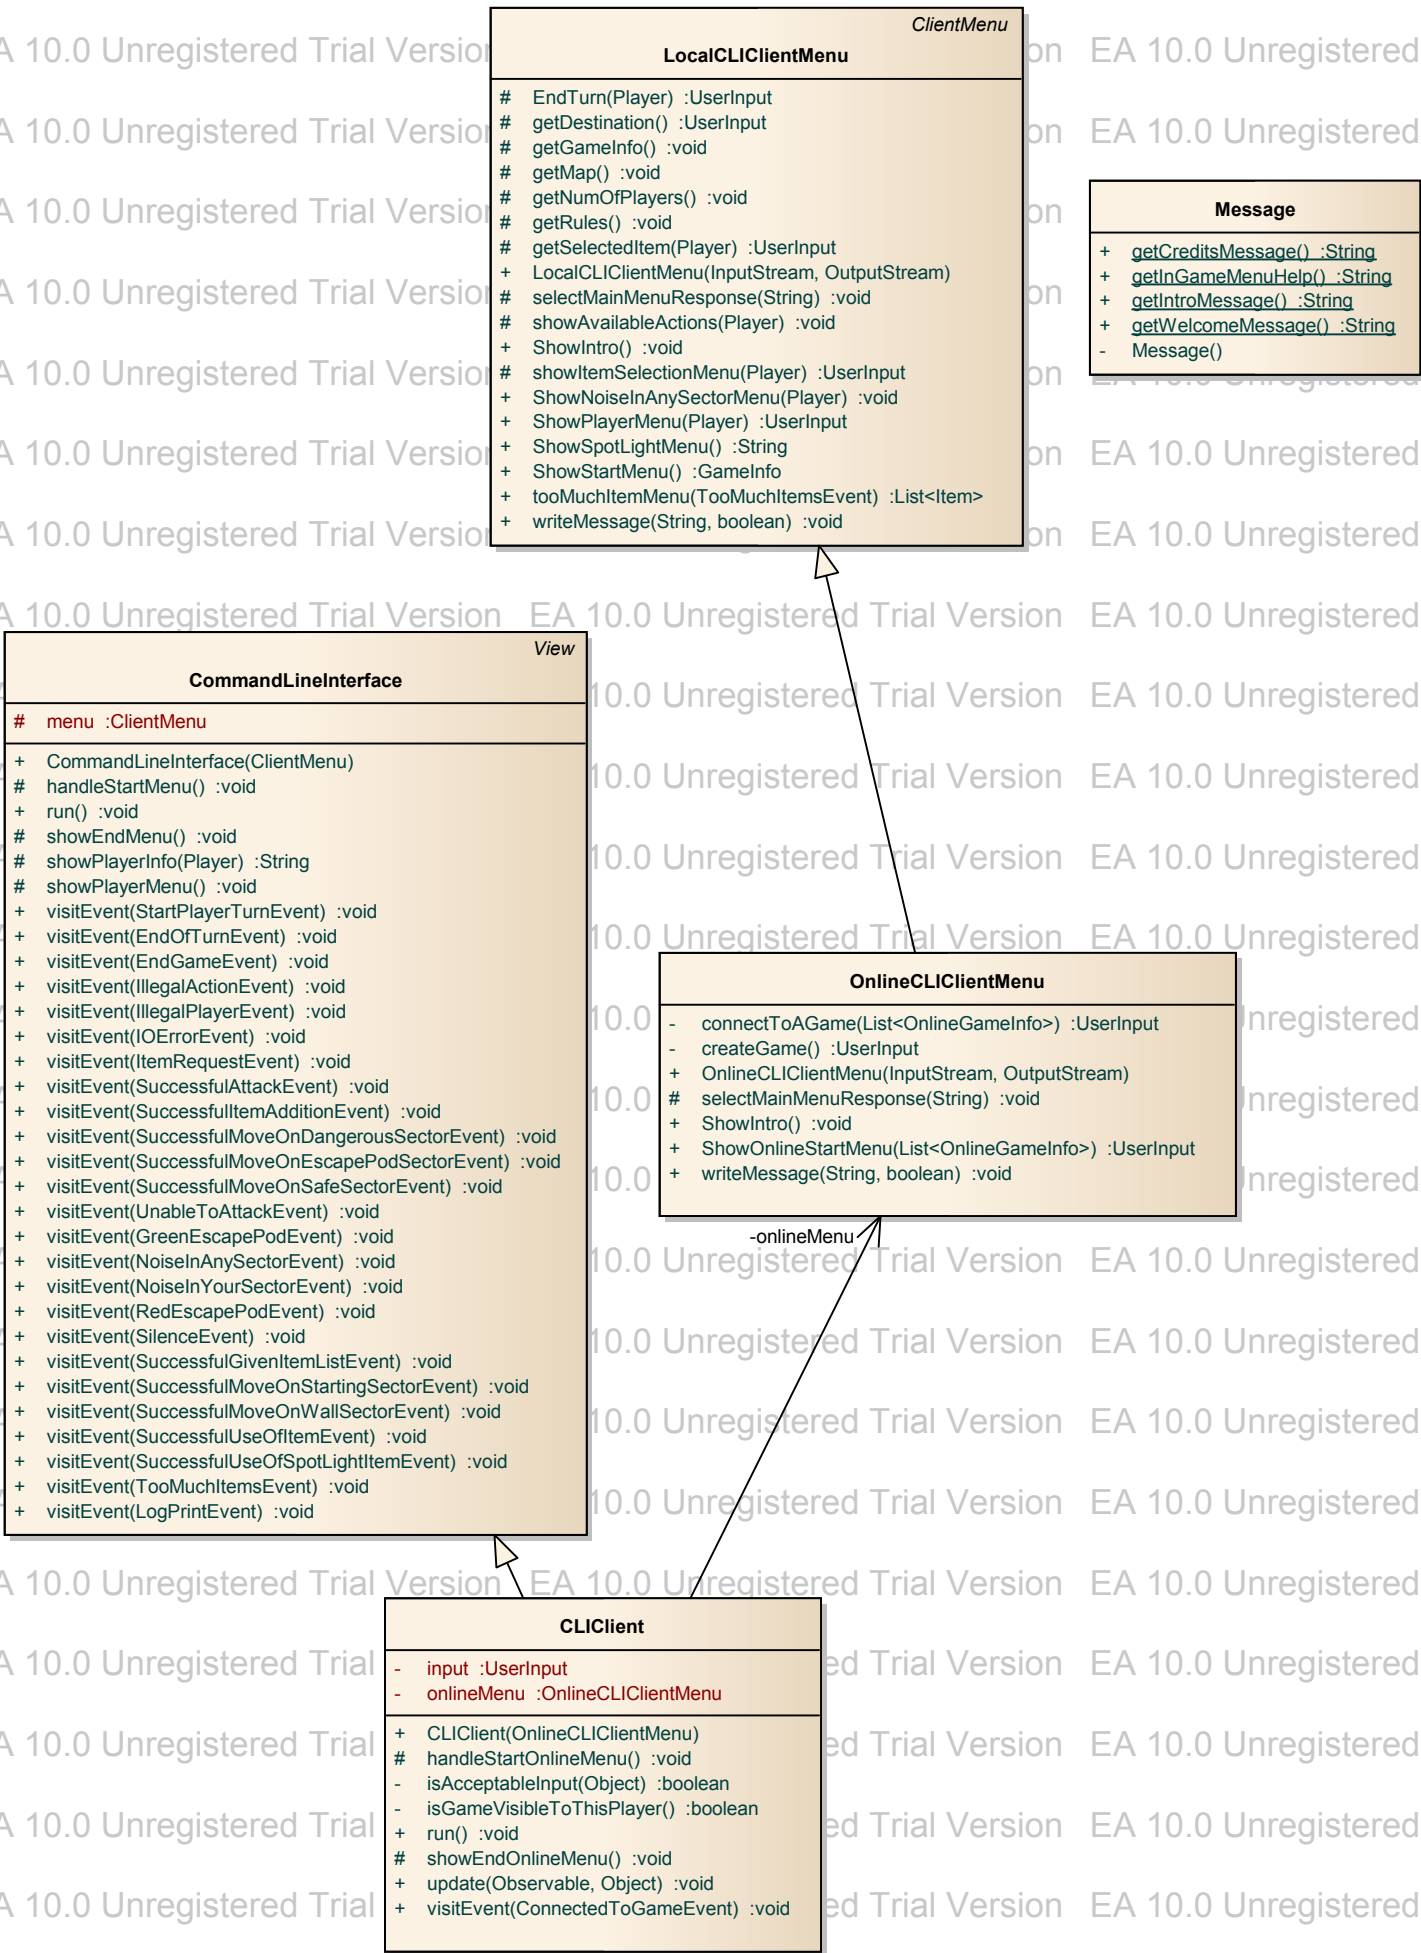 ClientMenu
LocalCLIClientMenu
# EndTurn(Player) :UserInput
# getDestination() :UserInput
# getGameInfo() :void
# getMap() :void
# getNumOfPlayers() :void
# getRules() :void
# getSelectedItem(Player) :UserInput
+ LocalCLIClientMenu(InputStream, OutputStream)
# selectMainMenuResponse(String) :void
# showAvailableActions(Player) :void
+ ShowIntro() :void
# showItemSelectionMenu(Player) :UserInput
+ ShowNoiseInAnySectorMenu(Player) :void
+ ShowPlayerMenu(Player) :UserInput
+ ShowSpotLightMenu() :String
+ ShowStartMenu() :GameInfo
+ tooMuchItemMenu(TooMuchItemsEvent) :List<Item>
+ writeMessage(String, boolean) :void
Message
+ getCreditsMessage() :String
+ getInGameMenuHelp() :String
+ getIntroMessage() :String
+ getWelcomeMessage() :String
- Message()
View
CommandLineInterface
# menu :ClientMenu
+ CommandLineInterface(ClientMenu)
# handleStartMenu() :void
+ run() :void
# showEndMenu() :void
# showPlayerInfo(Player) :String
# showPlayerMenu() :void
+ visitEvent(StartPlayerTurnEvent) :void
+ visitEvent(EndOfTurnEvent) :void
+ visitEvent(EndGameEvent) :void
+ visitEvent(IllegalActionEvent) :void
+ visitEvent(IllegalPlayerEvent) :void
+ visitEvent(IOErrorEvent) :void
+ visitEvent(ItemRequestEvent) :void
+ visitEvent(SuccessfulAttackEvent) :void
+ visitEvent(SuccessfulItemAdditionEvent) :void
+ visitEvent(SuccessfulMoveOnDangerousSectorEvent) :void
+ visitEvent(SuccessfulMoveOnEscapePodSectorEvent) :void
+ visitEvent(SuccessfulMoveOnSafeSectorEvent) :void
+ visitEvent(UnableToAttackEvent) :void
+ visitEvent(GreenEscapePodEvent) :void
+ visitEvent(NoiseInAnySectorEvent) :void
+ visitEvent(NoiseInYourSectorEvent) :void
+ visitEvent(RedEscapePodEvent) :void
+ visitEvent(SilenceEvent) :void
+ visitEvent(SuccessfulGivenItemListEvent) :void
+ visitEvent(SuccessfulMoveOnStartingSectorEvent) :void
+ visitEvent(SuccessfulMoveOnWallSectorEvent) :void
+ visitEvent(SuccessfulUseOfItemEvent) :void
+ visitEvent(SuccessfulUseOfSpotLightItemEvent) :void
+ visitEvent(TooMuchItemsEvent) :void
+ visitEvent(LogPrintEvent) :void
OnlineCLIClientMenu
- connectToAGame(List<OnlineGameInfo>) :UserInput
- createGame() :UserInput
+ OnlineCLIClientMenu(InputStream, OutputStream)
# selectMainMenuResponse(String) :void
+ ShowIntro() :void
+ ShowOnlineStartMenu(List<OnlineGameInfo>) :UserInput
+ writeMessage(String, boolean) :void
-onlineMenu
CLIClient
- input :UserInput
- onlineMenu :OnlineCLIClientMenu
+ CLIClient(OnlineCLIClientMenu)
# handleStartOnlineMenu() :void
- isAcceptableInput(Object) :boolean
- isGameVisibleToThisPlayer() :boolean
+ run() :void
# showEndOnlineMenu() :void
+ update(Observable, Object) :void
+ visitEvent(ConnectedToGameEvent) :void